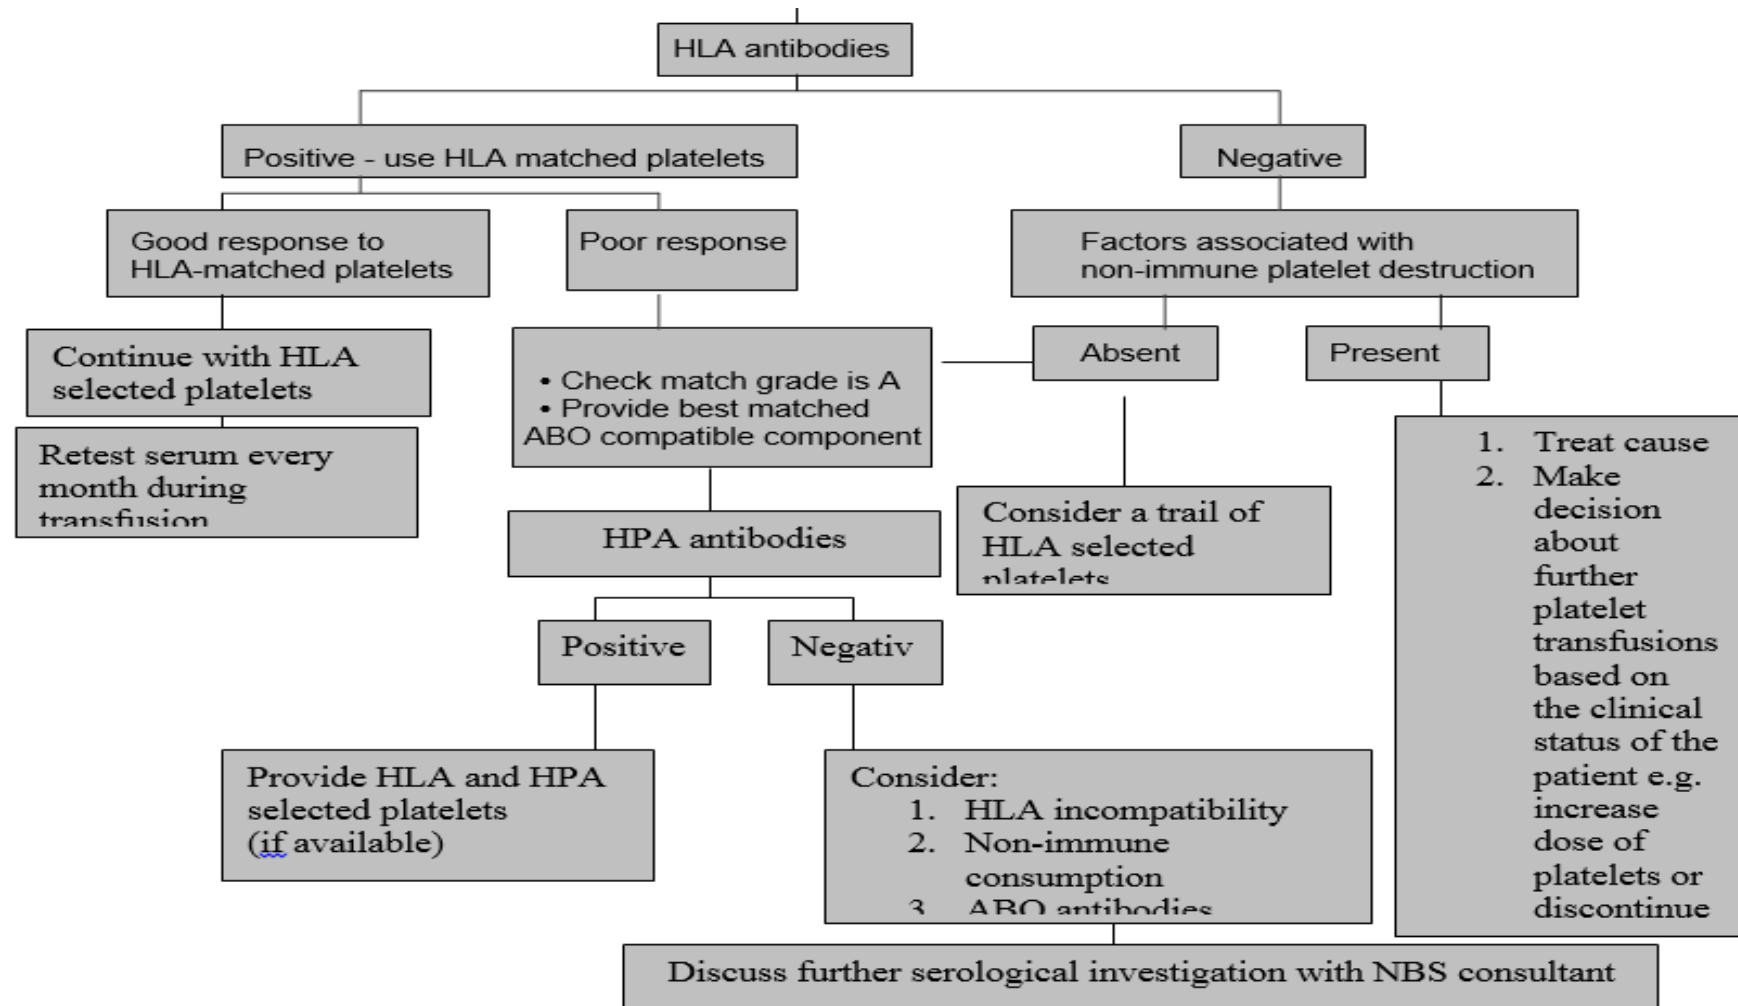 HLA antibodies
Positive - use HLA matched platelets
Negative
Good response to
HLA-matched platelets
Poor response
Factors associated with
non-immune platelet destruction
Continue with HLA
selected platelets
• Check match grade is A
• Provide best matched
ABO compatible component
Absent
Present
Retest serum every
month during
transfusion
HPA antibodies
Consider a trail of
HLA selected
platelets
1. Treat cause
2. Make
decision
about
further
platelet
transfusions
based on
the clinical
status of the
patient e.g.
increase
dose of
platelets or
discontinue
Positive
Negativ
Provide HLA and HPA
selected platelets
(if available)
Consider:
1. HLA incompatibility
2. Non-immune
consumption
3. ABO antibodies
Discuss further serological investigation with NBS consultant